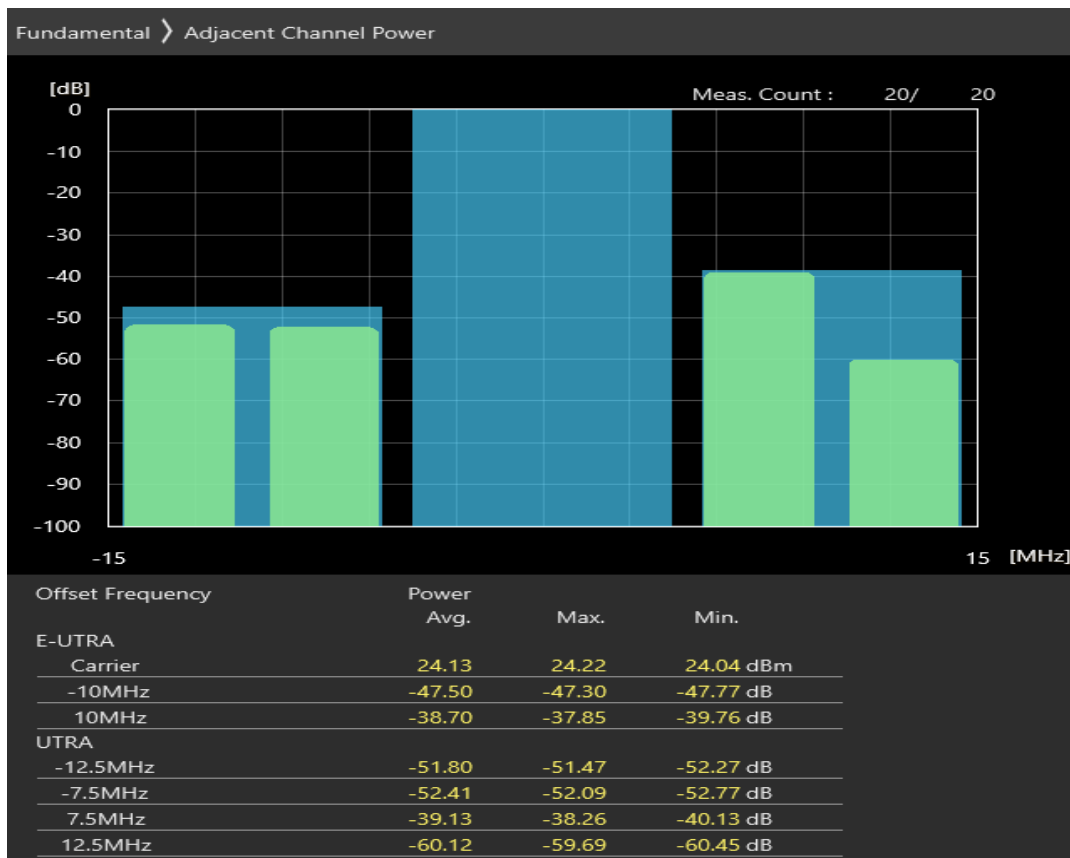 Fundamental 〉 Adjacent Channel Power
[dB]
Meas. Count : 20/ 20
0
-10
-20
-30
-40
-50
-60
-70
-80
-90
-100
-15 15 [MHz]
Offset Frequency Power
Avg. Max. Min.
E-UTRA
Carrier 24.13 24.22 24.04 dBm
-10MHz -47.50 -47.30 -47.77 dB
10MHz -38.70 -37.85 -39.76 dB
UTRA
-12.5MHz -51.80 -51.47 -52.27 dB
-7.5MHz -52.41 -52.09 -52.77 dB
7.5MHz -39.13 -38.26 -40.13 dB
12.5MHz -60.12 -59.69 -60.45 dB